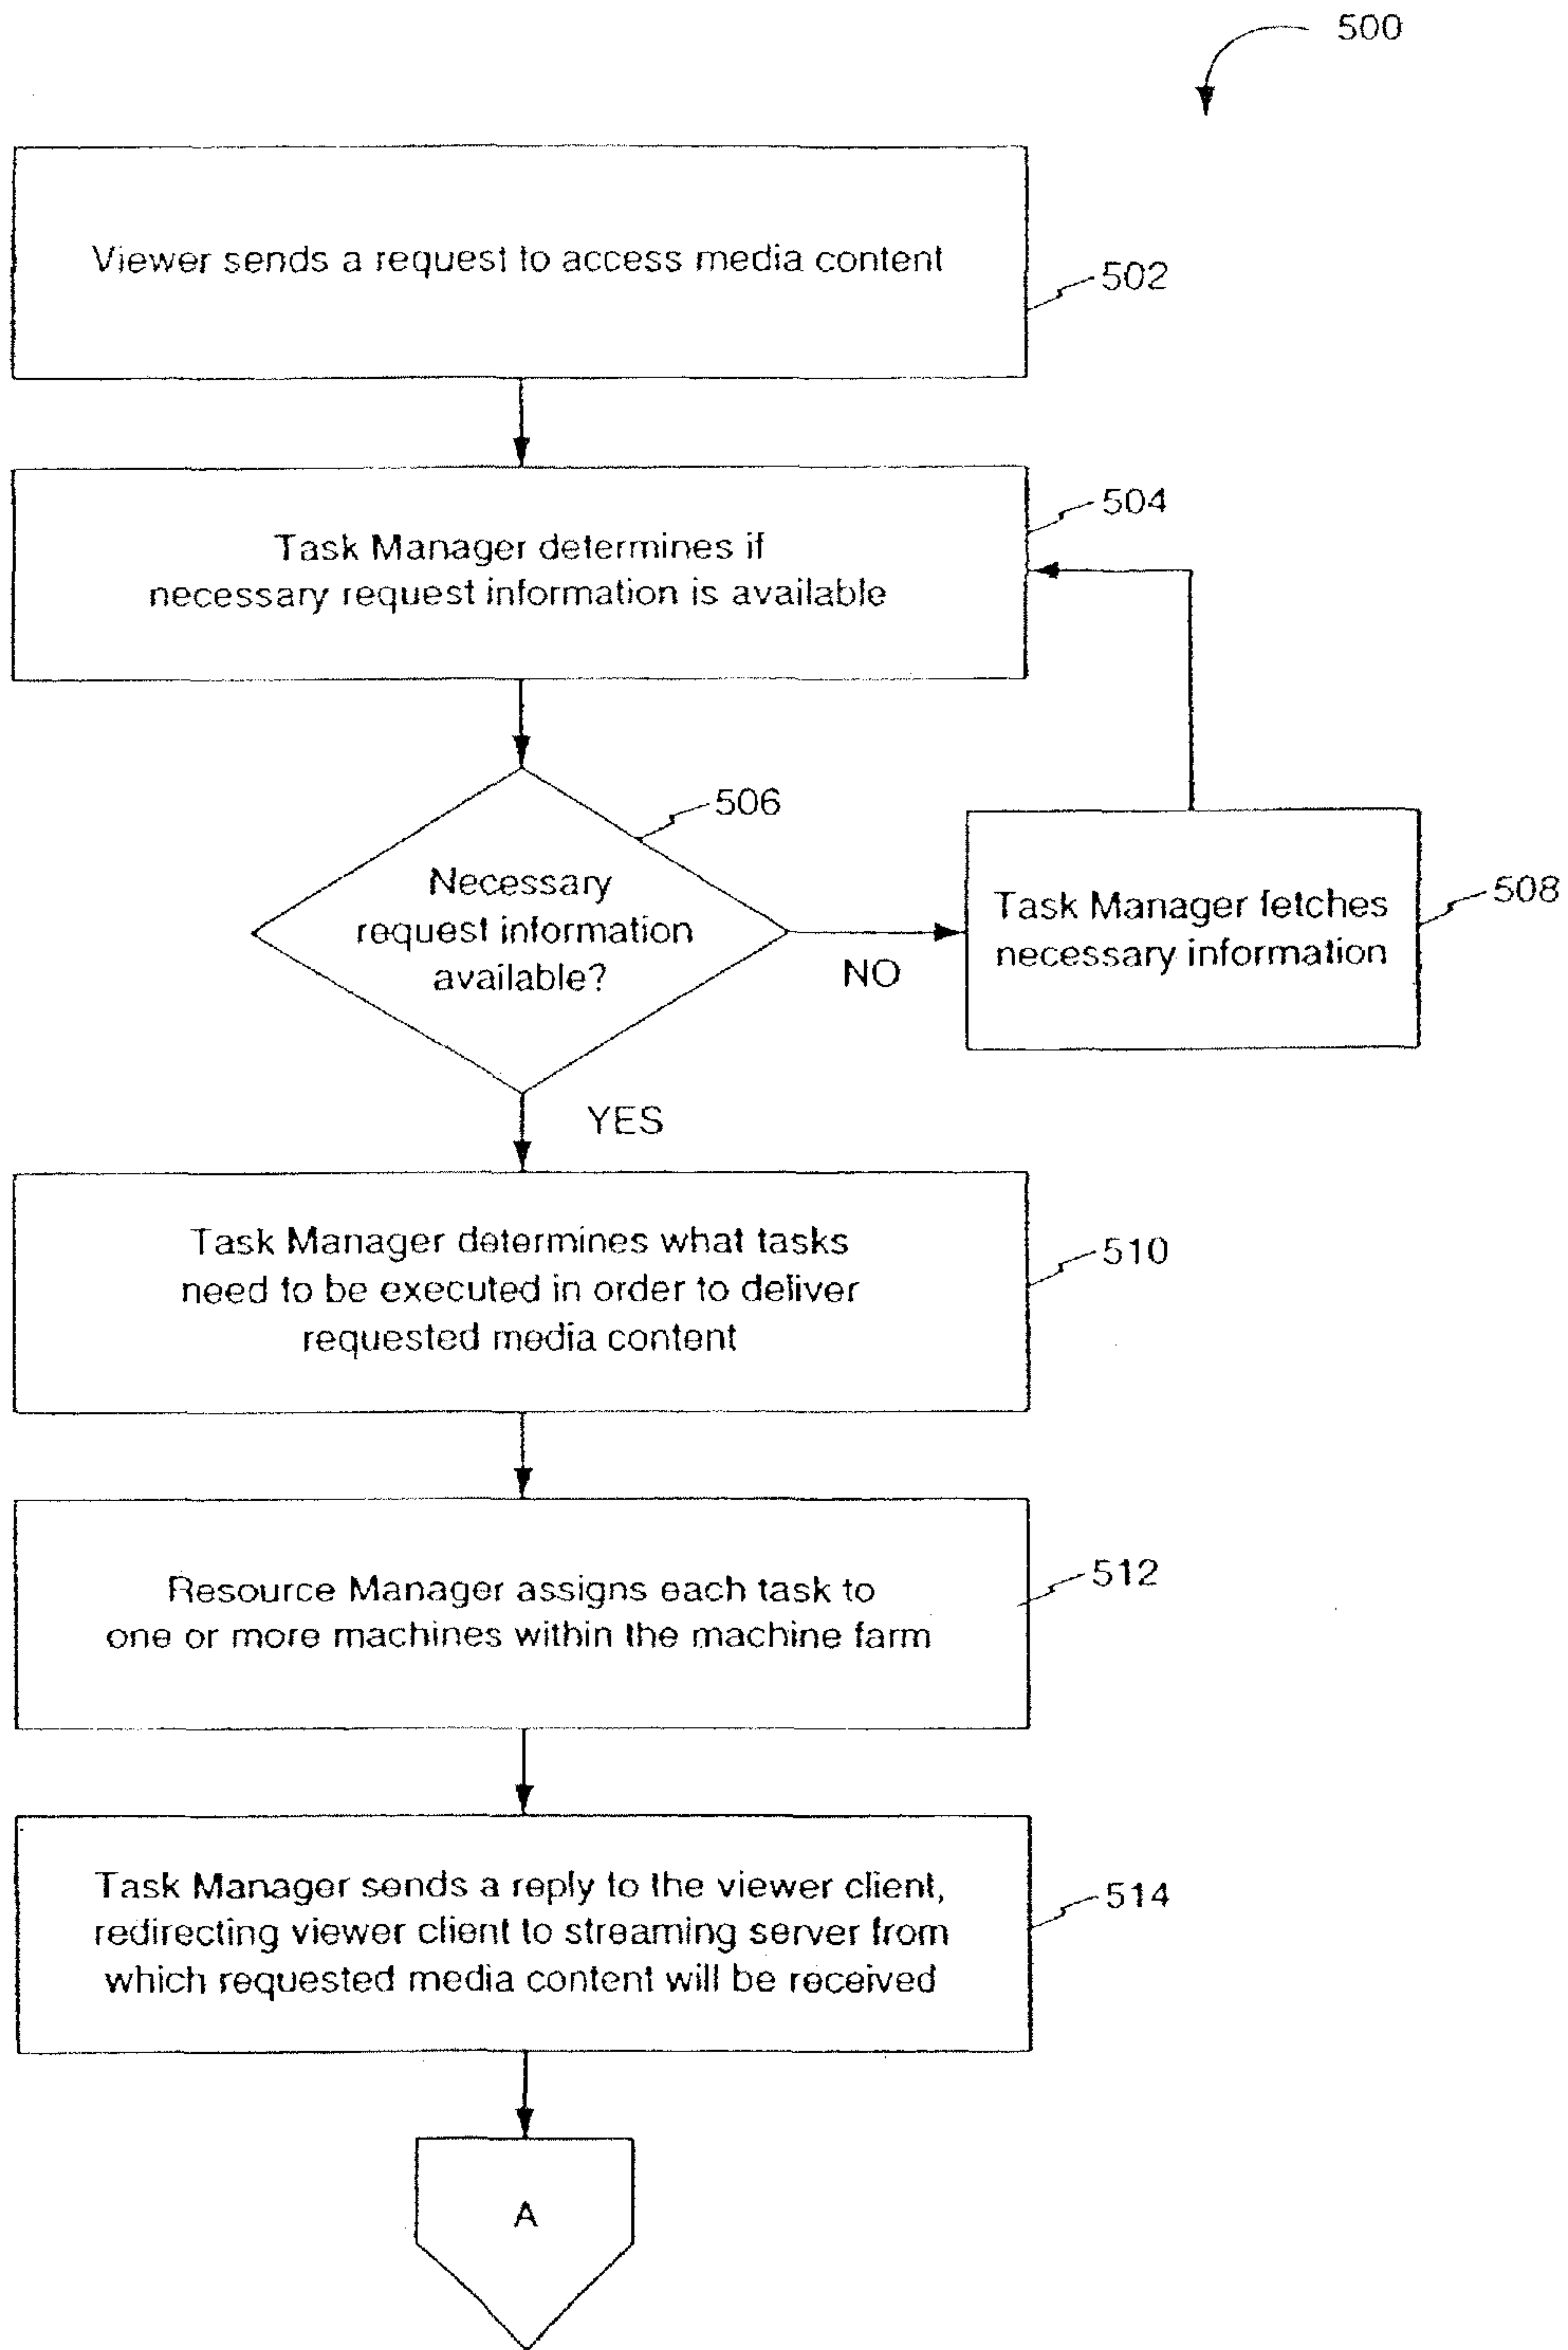 500
Viewer sends a request to access media content
502
Task Manager determines if
necessary request information is available
504
Necessary
request information
available?
506
NO
Task Manager fetches
necessary information
508
YES
Task Manager determines what tasks
need to be executed in order to deliver
requested media content
510
Resource Manager assigns each task to
one or more machines within the machine farm
512
Task Manager sends a reply to the viewer client,
redirecting viewer client to streaming server from
which requested media content will be received
514
A